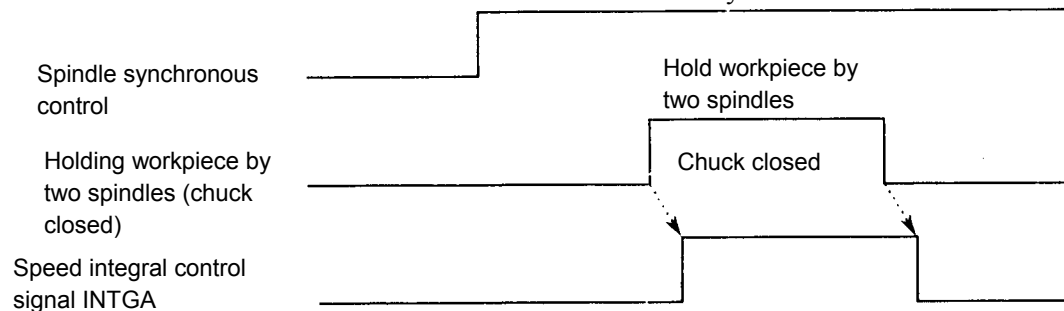 Spindle synchronous
control
Hold workpiece by
two spindles
Holding workpiece by
two spindles (chuck
closed)
Chuck closed
Speed integral control
signal INTGA